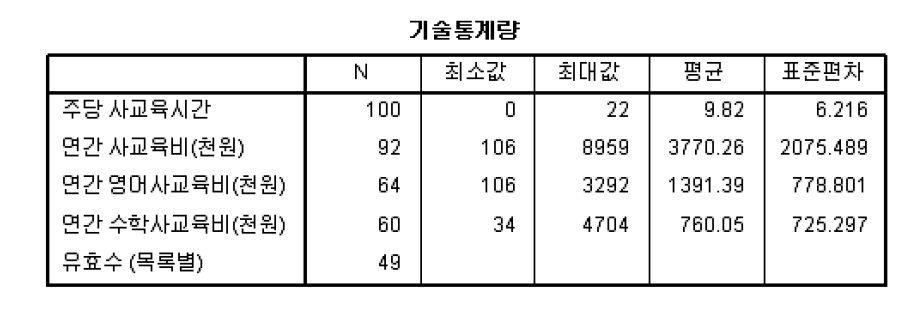 기술통계량
N 최소값 최대값 평균 표준편차
주당 사교육시간 100 0 22 9.82 6.216
연간 사교육비(천원) 92 106 8959 3770.26 2075.489
연간 영어사교육비(천원) 64 106 3292 1391.39 778.801
연간 수학사교육비(천원) 60 34 4704 760.05 725.297
유효수 (목록별) 49